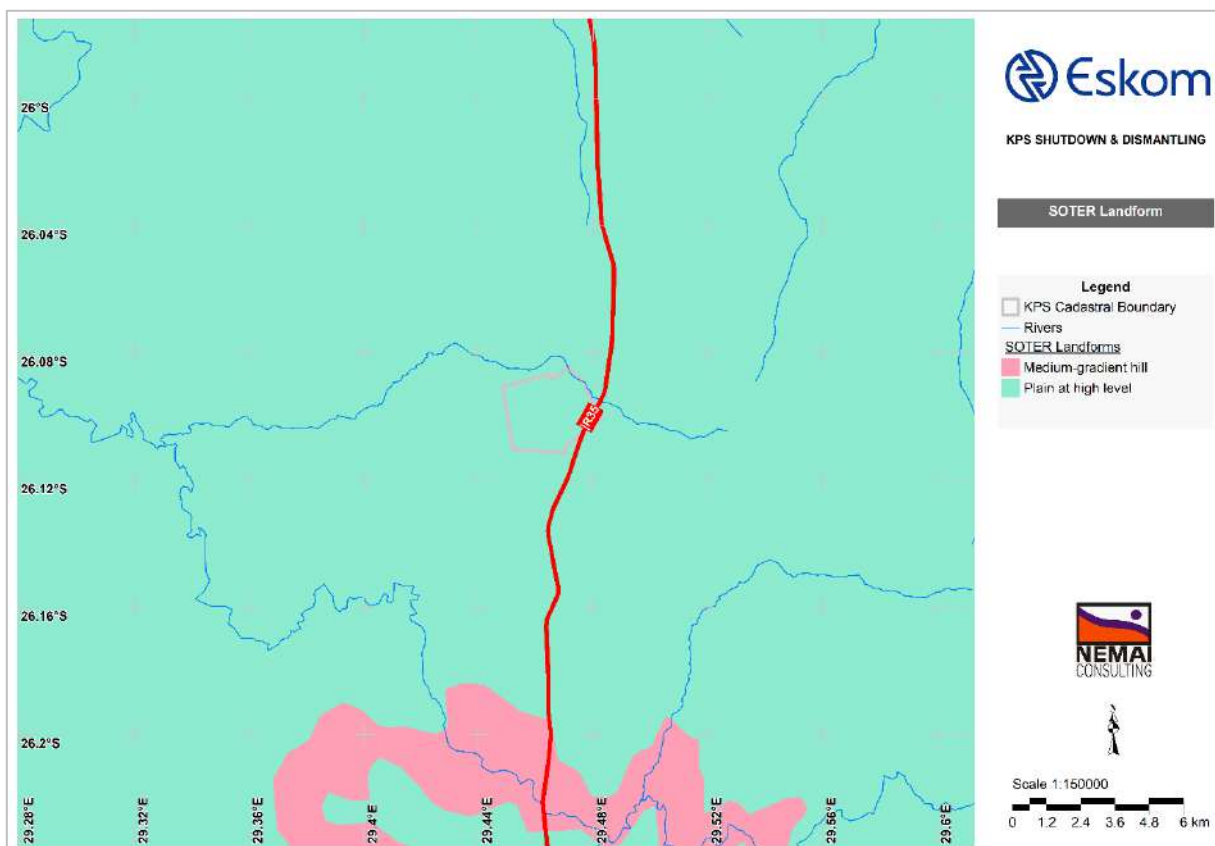 26°S
26.04°S
26.08°S
26.12°S
26.16°S
26.2°S
29.28°E
29.32°E
29.36°E
29.4°E
29.44°E
29.48°E
29.52°E
29.56°E
29.6°E
R35
Eskom
KPS SHUTDOWN & DISMANTLING
SOTER Landform
Legend
KPS Cadastral Boundary
Rivers
SOTER Landforms
Medium-gradient hill
Plain at high level
NEMAI
CONSULTING
Scale 1:150000
0 1.2 2.4 3.6 4.8 6 km